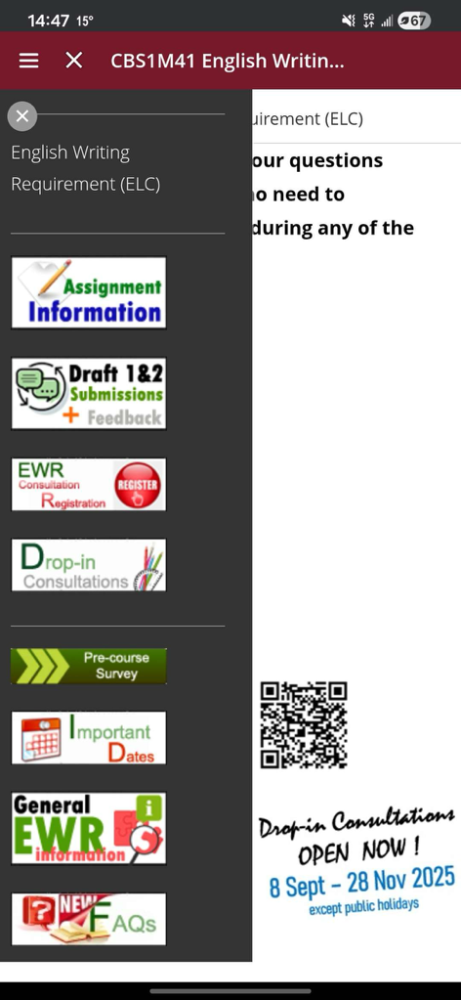 14:47 15° 5G 67
CBS1M41 English Writin...
English Writing
Requirement (ELC)
uirement (ELC)
our questions
o need to
during any of the
Assignment
Information
Draft 1&2
Submissions
+ Feedback
EWR
Consultation
Registration
REGISTER
Drop-in
Consultations
Pre-course
Survey
Important
Dates
General
EWR
information
NEW
FAQs
Drop-in Consultations
OPEN NOW !
8 Sept – 28 Nov 2025
except public holidays